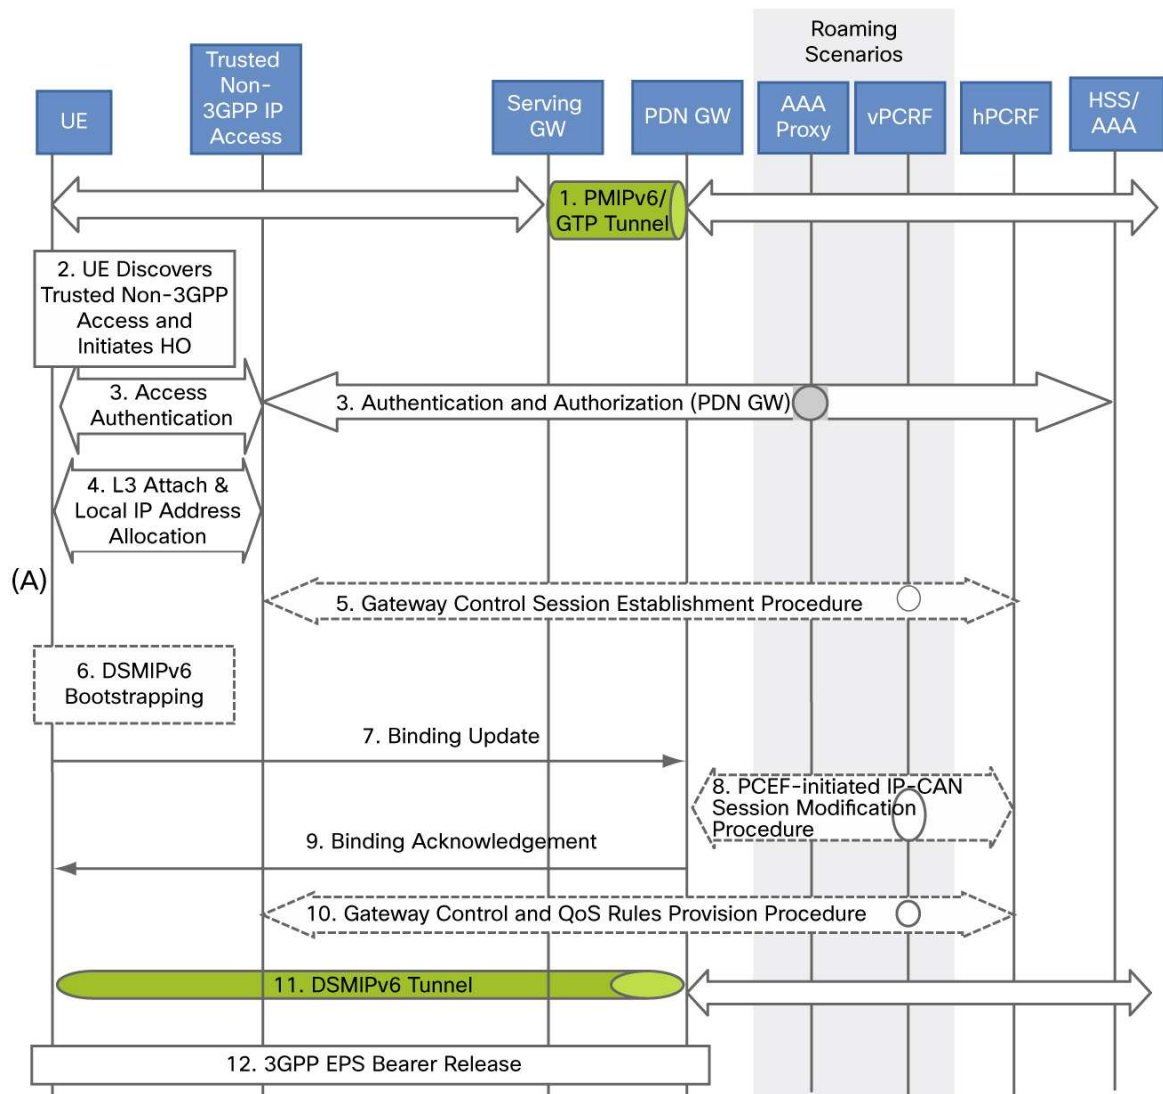 Roaming
Scenarios
UE
Trusted
Non-
3GPP IP
Access
Serving
GW
PDN GW
AAA
Proxy
vPCRF
hPCRF
HSS/
AAA
1. PMIPv6/
GTP Tunnel
2. UE Discovers
Trusted Non-3GPP
Access and
Initiates HO
3. Access
Authentication
3. Authentication and Authorization (PDN GW)
4. L3 Attach &
Local IP Address
Allocation
(A)
5. Gateway Control Session Establishment Procedure
6. DSMIPv6
Bootstrapping
7. Binding Update
8. PCEF-initiated IP-CAN
Session Modification
Procedure
9. Binding Acknowledgement
10. Gateway Control and QoS Rules Provision Procedure
11. DSMIPv6 Tunnel
12. 3GPP EPS Bearer Release